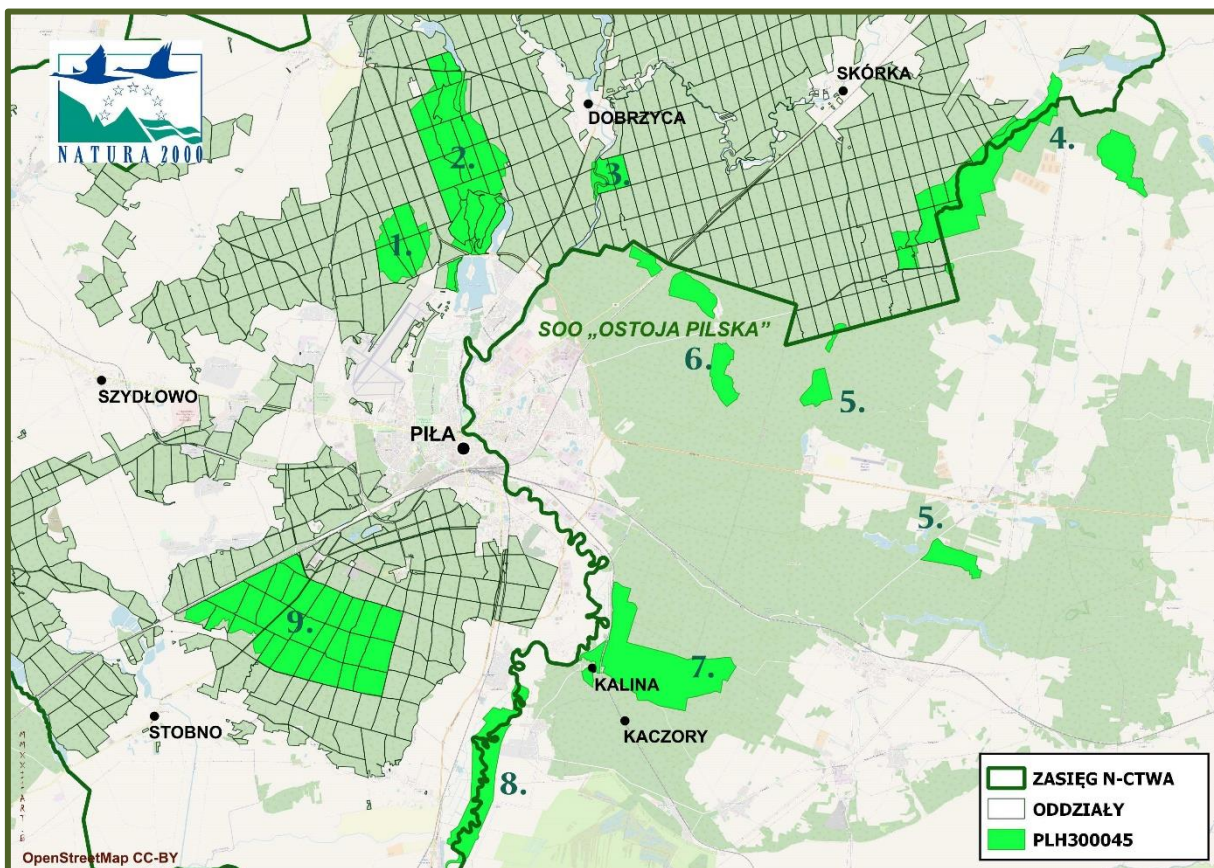 NATURA 2000
DOBRZYCA
SKÓRKA
2.
3.
4.
1.
SOO „OSTOJA PILSKA”
6.
5.
SZYDŁOWO
PIŁA
5.
9.
7.
KALINA
STOBNO
KACZORY
8.
ZASIĘG N-CTWA
ODDZIAŁY
PLH300045
OpenStreetMap CC-BY